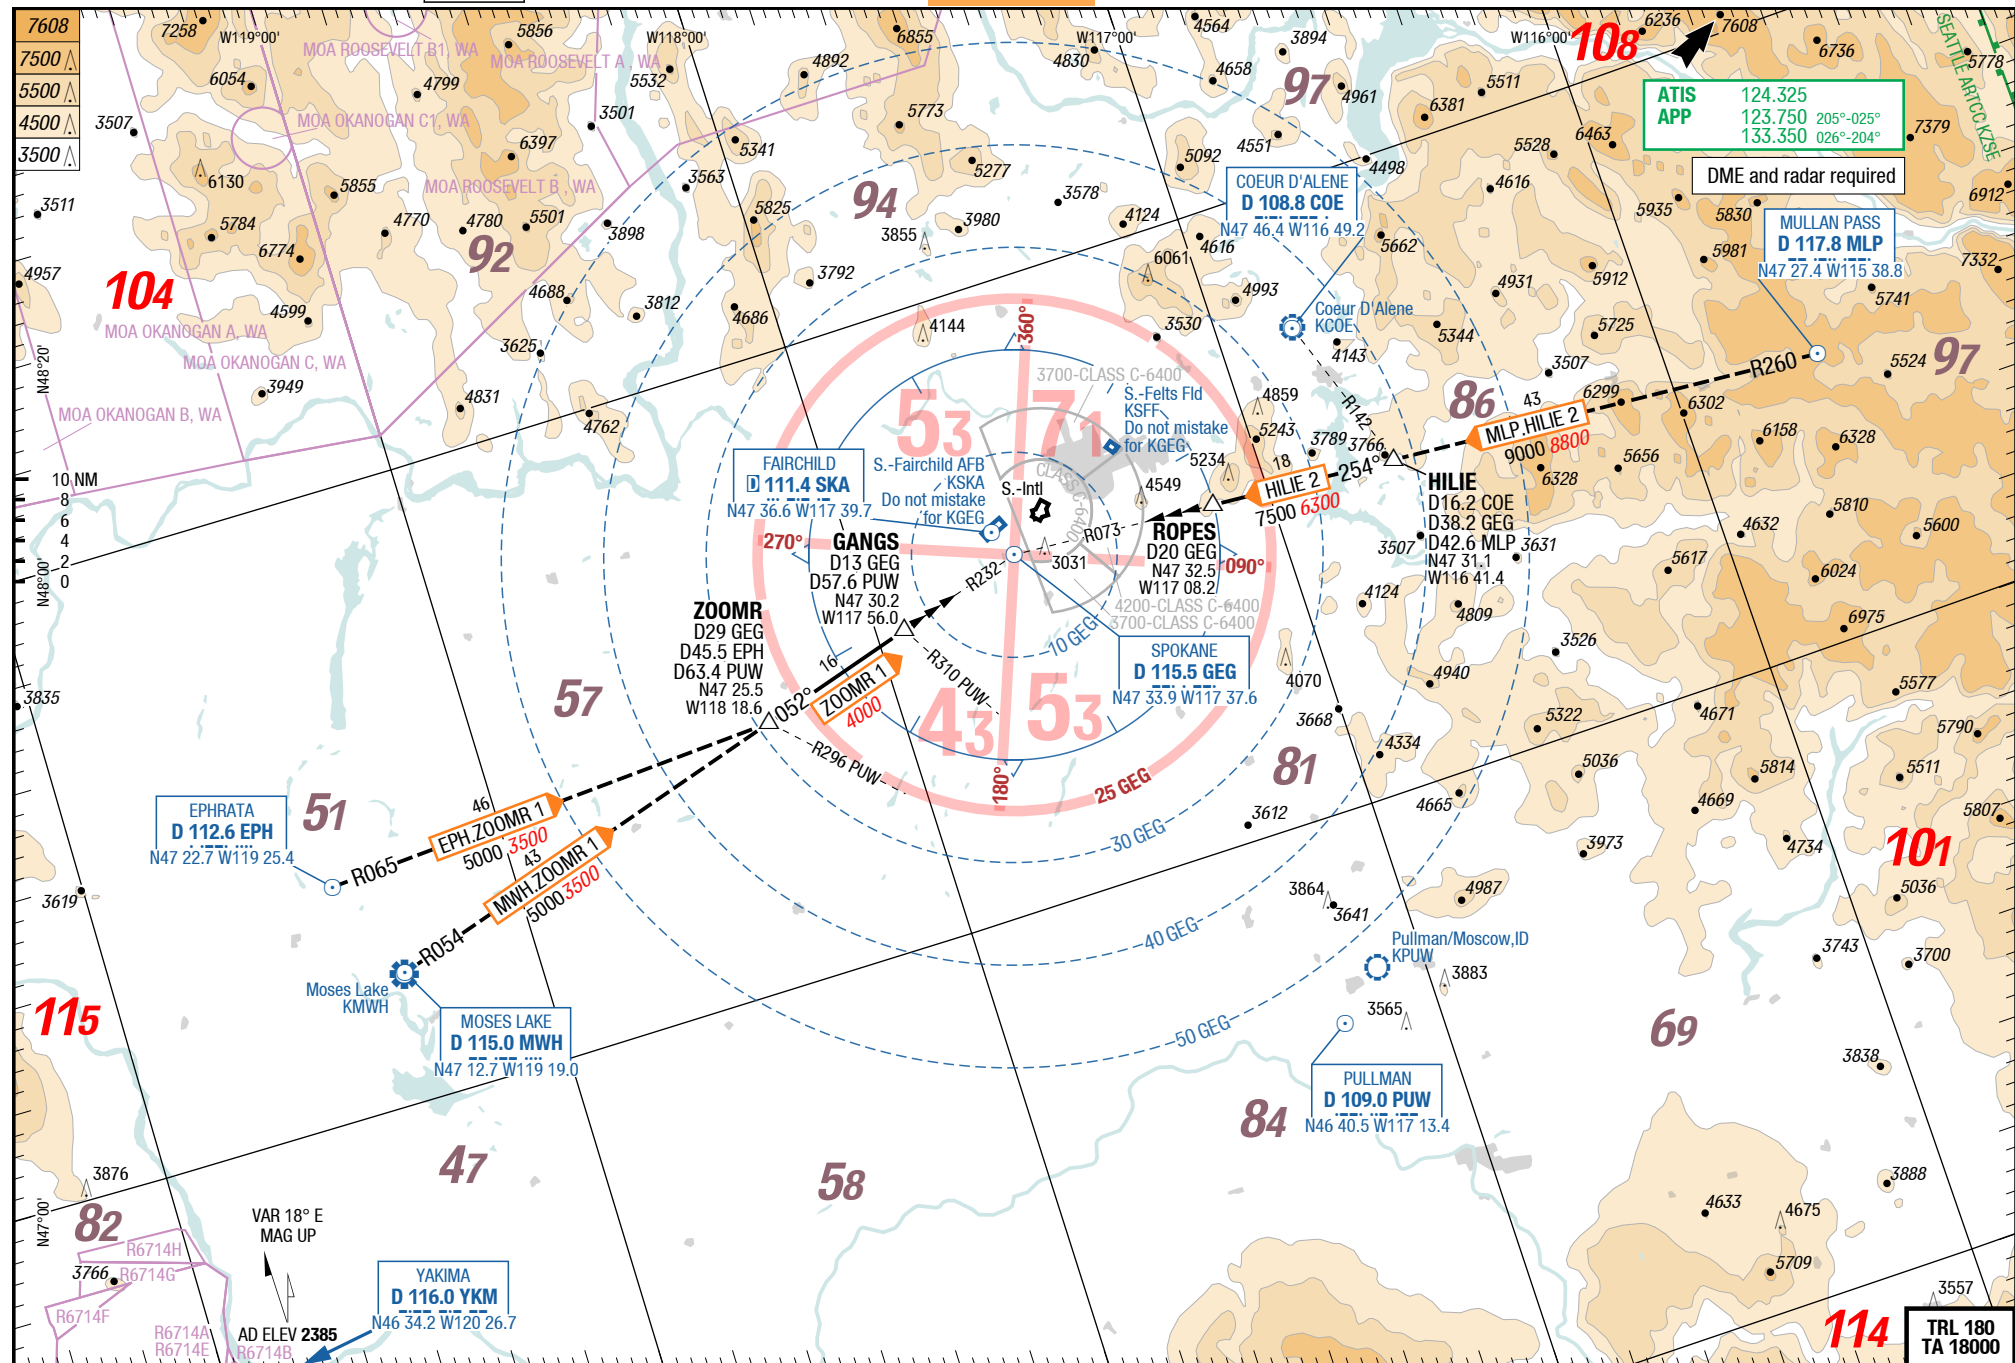 7608
7500
5500
4500
3500
7258
W119°00'
MOA ROOSEVELT B1, WA
5856
MOA ROOSEVELT A , WA
W118°00'
5532
4892
6855
4830
W117°00'
4564
3894
4658
97
4961
W116°00'
108
6236
7608
6736
5778
SEATTLE ARTCC K7SE
6054
4799
3501
5511
6381
ATIS 124.325
APP 123.750 205°-025°
133.350 026°-204°
3507
MOA OKANOGAN C1, WA
6397
5341
5773
4551
5528
6463
7379
6130
5855
MOA ROOSEVELT B , WA
3563
5277
5092
4498
4616
DME and radar required
6912
3511
5784
4770
4780
5501
3898
5825
94
3578
3980
3855
4124
COEUR D'ALENE
D 108.8 COE
N47 46.4 W116 49.2
5935
5830
MULLAN PASS
D 117.8 MLP
N47 27.4 W115 38.8
6774
92
4616
5662
5981
7332
4957
104
4599
4688
3812
3792
4686
6061
4993
4931
5912
5741
MOA OKANOGAN A, WA
MOA OKANOGAN C, WA
N48°20'
3625
4144
360°
3530
Coeur D'Alene
KCOE
4143
5344
5725
3507
5524
97
3949
MOA OKANOGAN B, WA
4831
4762
53
71
3700-CLASS C-6400
S.-Felts Fld
KSFF
Do not mistake
for KGEG
4859
5243
R142
86
43
MLP.HILIE 2
9000 8800
6299
R260
6302
3789
3766
6158
6328
10 NM
8
6
4
2
0
N48°00'
FAIRCHILD
D 111.4 SKA
N47 36.6 W117 39.7
S.-Fairchild AFB
KSKA
Do not mistake
for KGEG
S.-Intl
CLASS C-6400
5234
4549
18
HILIE 2
7500 6300
254°
HILIE
D16.2 COE
D38.2 GEG
D42.6 MLP
N47 31.1
W116 41.4
6328
5656
5810
4632
5600
270°
GANGS
D13 GEG
D57.6 PUW
N47 30.2
W117 56.0
R232
R073
3031
ROPES
D20 GEG
N47 32.5
W117 08.2
090°
3507
3631
5617
6024
ZOOMR
D29 GEG
D45.5 EPH
D63.4 PUW
N47 25.5
W118 18.6
4200-CLASS C-6400
3700-CLASS C-6400
10 GEG
4124
4809
6975
16
052°
ZOOMR 1
4000
R310 PUW
SPOKANE
D 115.5 GEG
N47 33.9 W117 37.6
3526
57
43
53
4070
4940
5577
3835
3668
5322
4671
5790
R296 PUW
180°
25 GEG
81
4334
5036
5814
5511
EPHRATA
D 112.6 EPH
N47 22.7 W119 25.4
51
46
EPH.ZOOMR 1
5000 3500
30 GEG
3612
4665
4669
5807
43
MWH.ZOOMR 1
5000 3500
R065
3973
4734
101
3619
3864
3641
4987
5036
R054
40 GEG
Pullman/Moscow,ID
KPUW
3743
3700
Moses Lake
KMWH
3883
115
MOSES LAKE
D 115.0 MWH
N47 12.7 W119 19.0
50 GEG
3565
69
3838
PULLMAN
D 109.0 PUW
N46 40.5 W117 13.4
84
47
58
3876
3888
82
N47°00'
VAR 18° E
MAG UP
4633
4675
R6714H
3766
R6714G
YAKIMA
D 116.0 YKM
N46 34.2 W120 26.7
5709
R6714F
3557
R6714A
R6714E
AD ELEV 2385
R6714B
114
TRL 180
TA 18000